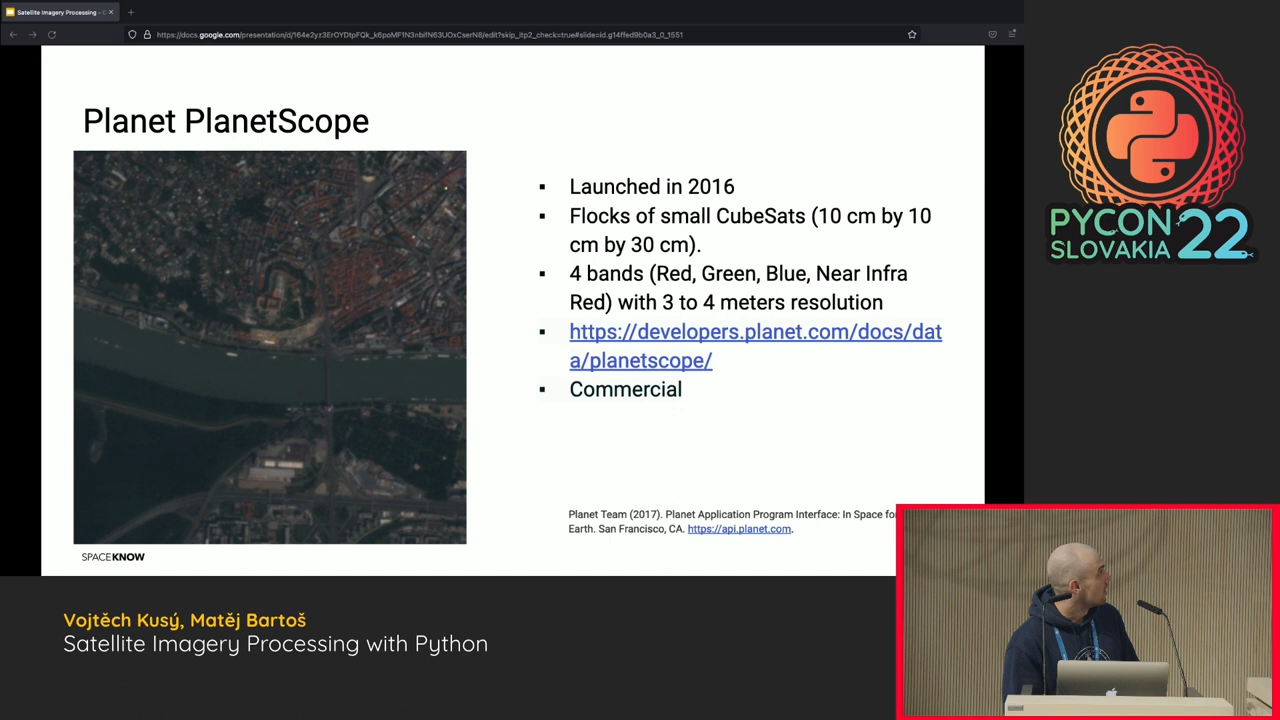 Satellite Imagery Processing -
https://docs.google.com/presentation/d/164e2yz3ErOYDtpFQk_k6poMF1N3nbifN63UOxCserN8/edit?skip_itp2_check=true#slide=id.g14ffed9b0a3_0_1551
Planet PlanetScope
▪ Launched in 2016
▪ Flocks of small CubeSats (10 cm by 10
cm by 30 cm).
▪ 4 bands (Red, Green, Blue, Near Infra
Red) with 3 to 4 meters resolution
▪ https://developers.planet.com/docs/dat
a/planetscope/
▪ Commercial
Planet Team (2017). Planet Application Program Interface: In Space for
Earth. San Francisco, CA. https://api.planet.com.
SPACEKNOW
PYCON 22
SLOVAKIA
Vojtěch Kusý, Matěj Bartoš
Satellite Imagery Processing with Python